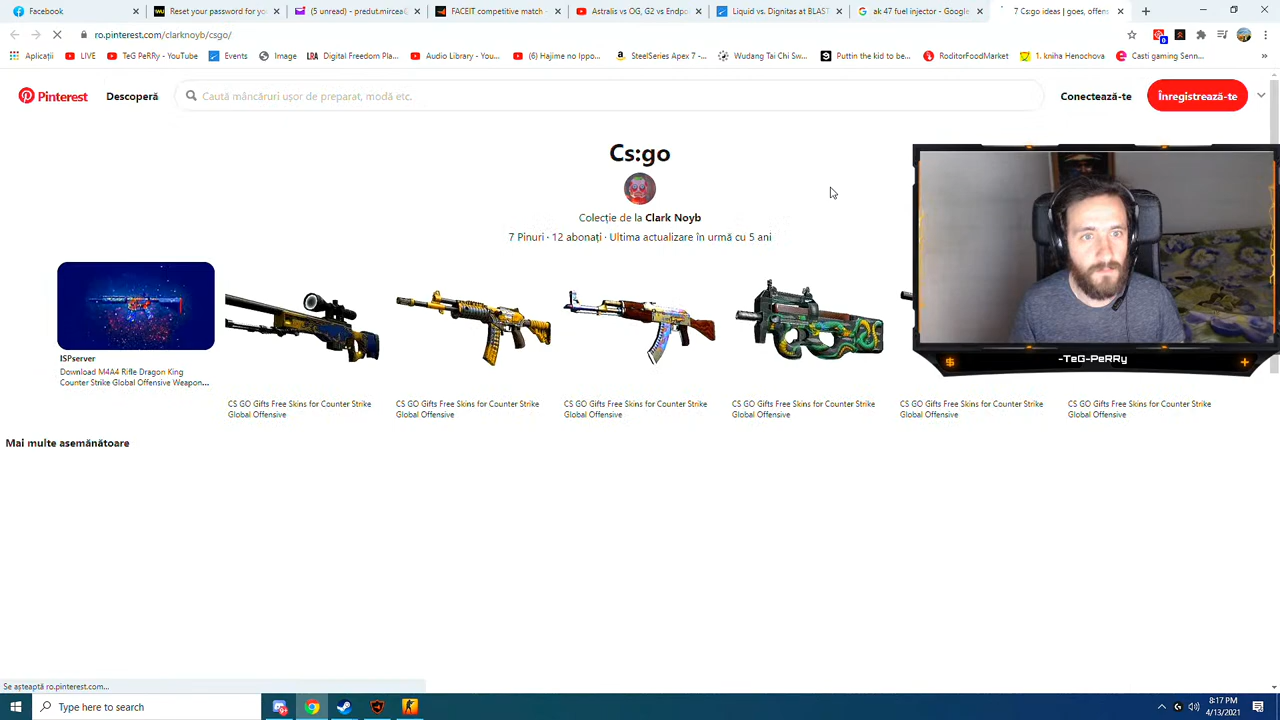 Facebook
Reset your password for yo
(5 unread) - predut.mircea
FACEIT competitive match
Astralis vs OG, G2 vs Endp
Liquid vs. Dignitas at BLAST
ak 47 fuel injector - Google
7 Cs:go ideas | goes, offens
ro.pinterest.com/clarknoyb/csgo/
Aplicații
LIVE
TeG PeRRy - YouTube
Events
Image
LRA
Digital Freedom Pla...
Audio Library - You...
(6) Hajime no Ippo...
SteelSeries Apex 7 -...
Wudang Tai Chi Sw...
Puttin the kid to be...
RoditorFoodMarket
1. kniha Henochova
Casti gaming Senn...
»
Pinterest
Descoperă
Caută mâncăruri ușor de preparat, modă etc.
Conectează-te
Înregistrează-te
Cs:go
Colecție de la Clark Noyb
7 Pinuri · 12 abonați · Ultima actualizare în urmă cu 5 ani
ISPserver
Download M4A4 Rifle Dragon King
Counter Strike Global Offensive Weapon...
CS GO Gifts Free Skins for Counter Strike
Global Offensive
CS GO Gifts Free Skins for Counter Strike
Global Offensive
CS GO Gifts Free Skins for Counter Strike
Global Offensive
CS GO Gifts Free Skins for Counter Strike
Global Offensive
CS GO Gifts Free Skins for Counter Strike
Global Offensive
CS GO Gifts Free Skins for Counter Strike
Global Offensive
-TeG-PeRRy
Mai multe asemănătoare
Se așteaptă ro.pinterest.com...
Type here to search
8:17 PM
4/13/2021